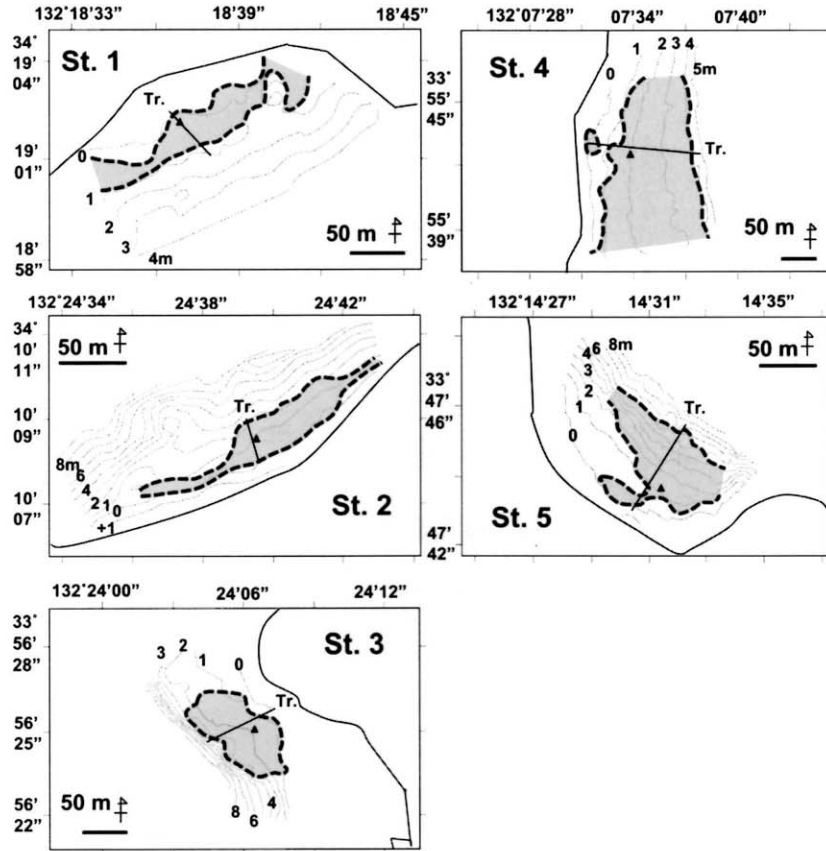 132°18'33" 18'39" 18'45"
34°
19'
04"
19'
01"
18'
58"
St. 1
Tr.
0
1
2
3
4m
50 m
132°07'28" 07'34" 07'40"
St. 4
0
1
2
3
4
5m
33°
55'
45"
55'
39"
Tr.
50 m
132°24'34" 24'38" 24'42"
34°
10'
11"
10'
09"
10'
07"
50 m
Tr.
8m
6
4
2
1
0
+1
St. 2
132°14'27" 14'31" 14'35"
33°
47'
46"
47'
42"
8m
6
4
3
2
1
0
Tr.
50 m
St. 5
132°24'00" 24'06" 24'12"
33°
56'
28"
56'
25"
56'
22"
3
2
1
0
St. 3
Tr.
50 m
8
6
4